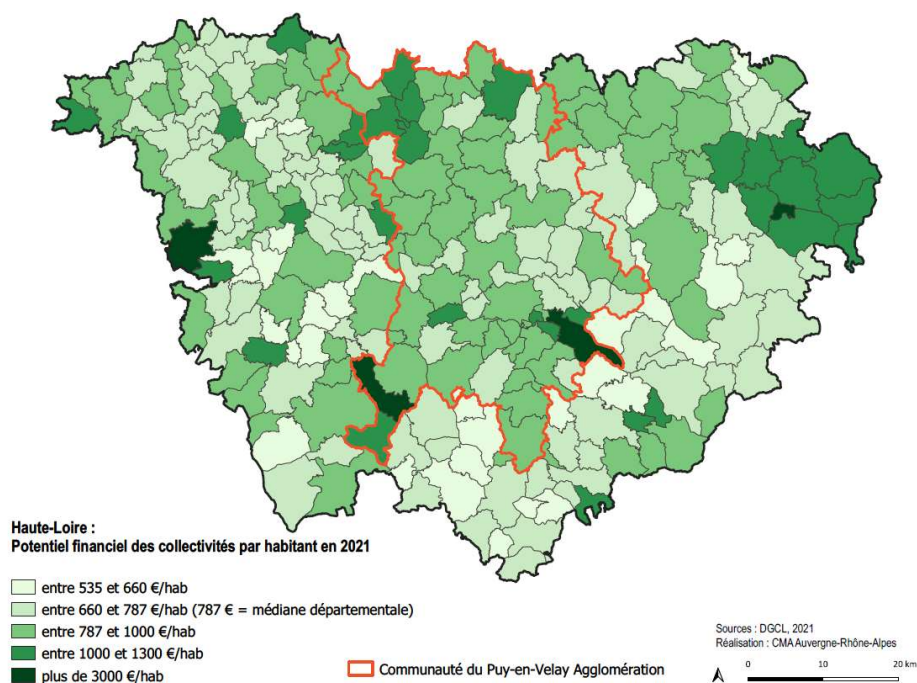 Haute-Loire :
Potentiel financier des collectivités par habitant en 2021
entre 535 et 660 €/hab
entre 660 et 787 €/hab (787 € = médiane départementale)
entre 787 et 1000 €/hab
entre 1000 et 1300 €/hab
plus de 3000 €/hab
Communauté du Puy-en-Velay Agglomération
Sources : DGCL, 2021
Réalisation : CMA Auvergne-Rhône-Alpes
0 10 20 km